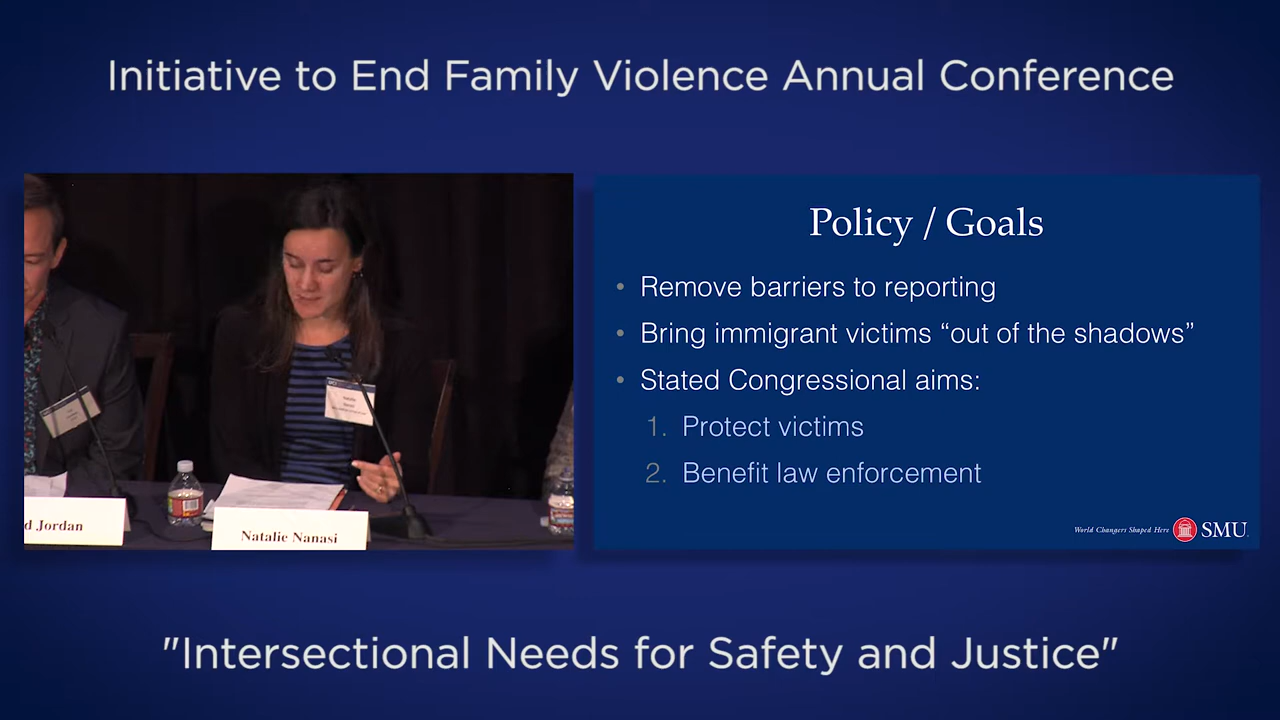 Initiative to End Family Violence Annual Conference
Policy / Goals
• Remove barriers to reporting
• Bring immigrant victims “out of the shadows”
• Stated Congressional aims:
1. Protect victims
2. Benefit law enforcement
World Changers Shaped Here SMU
d Jordan
Natalie Nanasi
"Intersectional Needs for Safety and Justice"